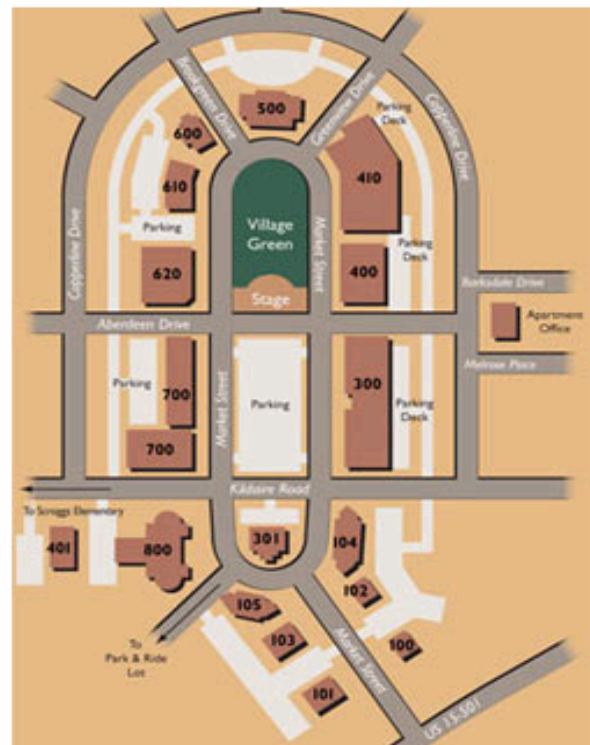 Brookgreen Drive
500
Greenview Drive
Parking
Deck
Copperline Drive
600
610
410
Parking
Village
Green
Market Street
Copperline Drive
620
400
Parking
Deck
Stage
Barksdale Drive
Aberdeen Drive
Apartment
Office
Parking
700
Market Street
Parking
300
Parking
Deck
Melrose Place
700
Kildaire Road
To Scroggs Elementary
401
800
301
104
102
105
103
100
101
Market Street
To
Park & Ride
Lot
US 15-501